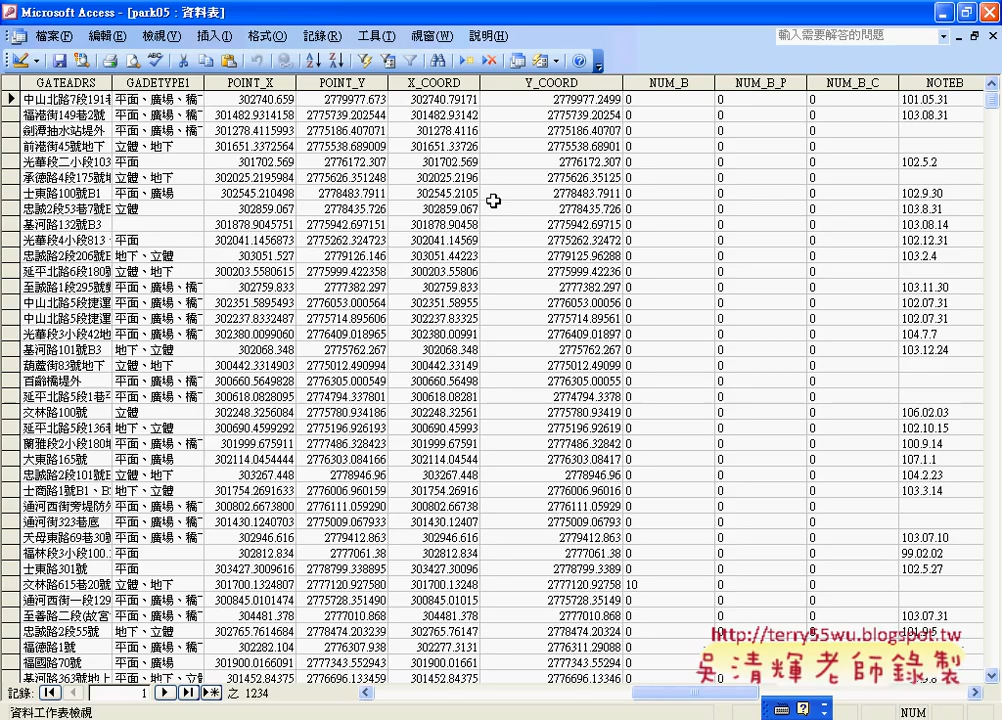 Microsoft Access - [park05 : 資料表]
檔案(F) 編輯(E) 檢視(V) 插入(I) 格式(O) 記錄(R) 工具(T) 視窗(W) 說明(H) 輸入需要解答的問題
GATEADRS GADETYPE1 POINT_X POINT_Y X_COORD Y_COORD NUM_B NUM_B_P NUM_B_C NOTEB
中山北路7段191 平面、廣場、橋 302740.659 2779977.673 302740.79171 2779977.2499 0 0 0 101.05.31
福港街149巷2號 平面、廣場、橋 301482.9314158 2775739.202544 301482.93142 2775739.20254 0 0 0 103.08.31
劍潭抽水站堤外 平面、廣場、橋 301278.4115993 2775186.407071 301278.4116 2775186.40707 0 0 0
前港街45號地下 立體、地下 301651.3372564 2775538.689009 301651.33726 2775538.68901 0 0 0
光華段二小段103 平面 301702.569 2776172.307 301702.569 2776172.307 0 0 0 102.5.2
承德路4段175號 立體、地下 302025.2195984 2775626.351248 302025.2196 2775626.35125 0 0 0
士東路100號B1 平面、廣場 302545.210498 2778483.7911 302545.2105 2778483.7911 0 0 0 102.9.30
忠誠2段53巷7號 立體 302859.067 2778435.726 302859.067 2778435.726 0 0 0 103.8.31
基河路132號B3 301878.9045751 2775942.697151 301878.90458 2775942.69715 0 0 0 103.08.14
光華段4小段813 平面 302041.1456873 2775262.324723 302041.14569 2775262.32472 0 0 0 102.12.31
忠誠路2段206號 地下、立體 303051.527 2779126.146 303051.44223 2779125.96288 0 0 0 103.2.4
延平北路6段180 立體、地下 300203.5580615 2775999.422358 300203.55806 2775999.42236 0 0 0
至誠路1段295號 平面、廣場、橋 302759.833 2777382.297 302759.833 2777382.297 0 0 0 103.11.30
中山北路5段捷運 平面、廣場、橋 302351.5895493 2776053.000564 302351.58955 2776053.00056 0 0 0 102.07.31
中山北路5段捷運 平面、廣場、橋 302237.8332487 2775714.895606 302237.83325 2775714.89561 0 0 0 102.07.31
光華段3小段42地 平面、廣場、橋 302380.0099060 2776409.018965 302380.00991 2776409.01897 0 0 0 104.7.7
基河路101號B3 地下、立體 302068.348 2775762.267 302068.348 2775762.267 0 0 0 103.12.24
葫蘆街83號地下 立體、地下 300442.3314903 2775012.490994 300442.33149 2775012.49099 0 0 0
百齡橋堤外 平面、廣場、橋 300660.5649828 2776305.000549 300660.56498 2776305.00055 0 0 0
延平北路5段1巷 平面、廣場、橋 300618.0828095 2774794.337801 300618.08281 2774794.3378 0 0 0
文林路100號 立體 302248.3256084 2775780.934186 302248.32561 2775780.93419 0 0 0 106.02.03
延平北路5段136 地下、立體 300690.4599292 2775196.926193 300690.45993 2775196.92619 0 0 0 102.10.15
蘭雅段2小段180 平面、廣場、橋 301999.675911 2777486.328423 301999.67591 2777486.32842 0 0 0 100.9.14
大東路165號 平面、廣場 302114.0454444 2776303.084166 302114.04544 2776303.08417 0 0 0 107.1.1
忠誠路2段101號 立體、地下 303267.448 2778946.96 303267.448 2778946.96 0 0 0 104.2.23
士商路1號B1、B 地下、立體 301754.2691633 2776006.960159 301754.26916 2776006.96016 0 0 0 103.3.14
通河西街旁堤防 平面、廣場、橋 300802.6673800 2776111.059290 300802.66738 2776111.05929 0 0 0
通河街323巷底 平面、廣場、橋 301430.1240703 2775009.067933 301430.12407 2775009.06793 0 0 0
天母東路69巷30 平面、廣場、橋 302946.616 2779412.863 302946.616 2779412.863 0 0 0 103.07.10
福林段3小段100. 平面 302812.834 2777061.38 302812.834 2777061.38 0 0 0 99.02.02
士東路301號 平面 303427.3009616 2778799.338895 303427.30096 2778799.3389 0 0 0 102.5.27
文林路615巷20號 立體、地下 301700.1324807 2777120.927580 301700.13248 2777120.92758 10 0 0
通河西街一段129 平面、廣場、橋 300845.0101474 2775728.351490 300845.01015 2775728.35149 0 0 0
至善路二段(故宮 平面、廣場、橋 304481.378 2777010.868 304481.378 2777010.868 0 0 0 103.07.31
忠誠路2段55號 地下、立體 302765.7614684 2778474.203239 302765.76147 2778474.20324 0
福德路1號 平面、廣場、橋 302282.104 2776307.938 302277.3131 2776311.29085 0
福國路70號 平面、廣場 301900.0166091 2777343.552943 301900.01661 2777343.55294 0
基河路363號地上 平面、廣場、橋 301452.84375 2776696.133459 301452.84375 2776696.13346 0
http://terry55wu.blogspot.tw
吳清輝老師錄製
記錄: 1 之 1234
資料工作表檢視 NUM